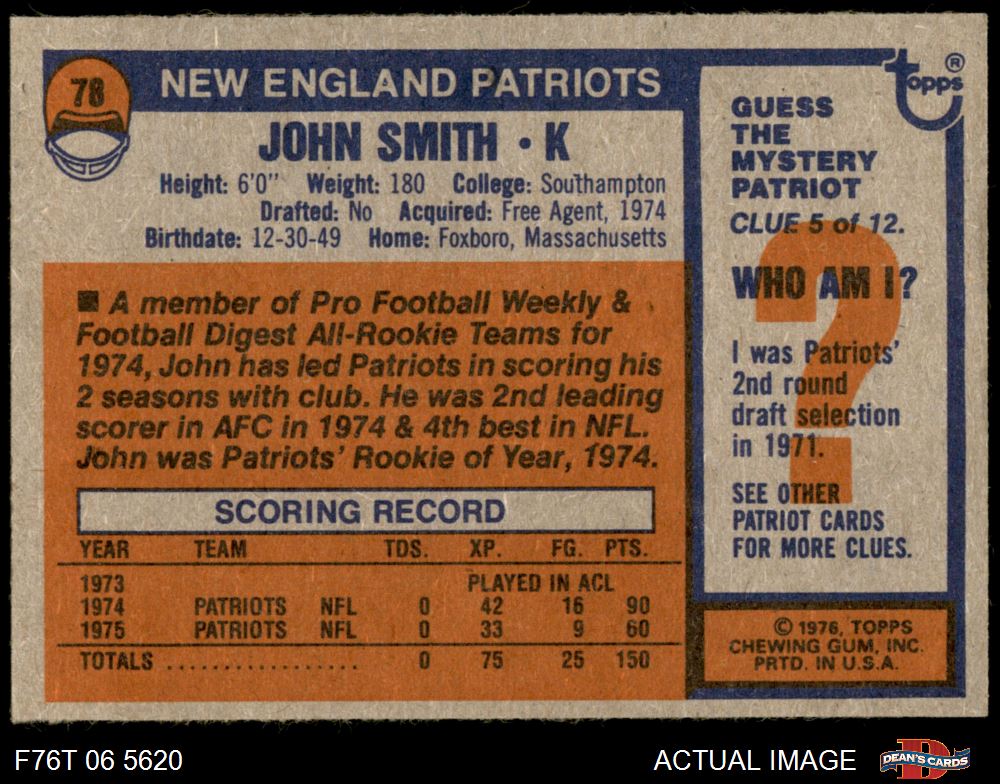 78
NEW ENGLAND PATRIOTS
JOHN SMITH • K
Height: 6'0" Weight: 180 College: Southampton
Drafted: No Acquired: Free Agent, 1974
Birthdate: 12-30-49 Home: Foxboro, Massachusetts
■ A member of Pro Football Weekly &
Football Digest All-Rookie Teams for
1974, John has led Patriots in scoring his
2 seasons with club. He was 2nd leading
scorer in AFC in 1974 & 4th best in NFL.
John was Patriots' Rookie of Year, 1974.
SCORING RECORD
YEAR TEAM TDS. XP. FG. PTS.
1973 PLAYED IN ACL
1974 PATRIOTS NFL 0 42 16 90
1975 PATRIOTS NFL 0 33 9 60
TOTALS .................. 0 75 25 150
topps®
GUESS
THE
MYSTERY
PATRIOT
CLUE 5 of 12.
?
WHO AM I?
I was Patriots'
2nd round
draft selection
in 1971.
SEE OTHER
PATRIOT CARDS
FOR MORE CLUES.
© 1976, TOPPS
CHEWING GUM, INC.
PRTD. IN U.S.A.
F76T 06 5620
ACTUAL IMAGE
DEAN'S CARDS